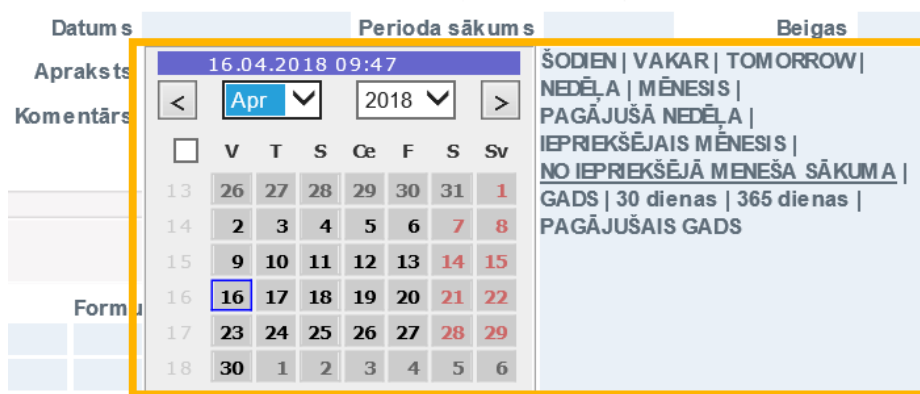 Datums Perioda sākums Beigas
Apraksts
Komentārs
16.04.2018 09:47
< Apr 2018 >
V T S Ce F S Sv
13 26 27 28 29 30 31 1
14 2 3 4 5 6 7 8
15 9 10 11 12 13 14 15
16 16 17 18 19 20 21 22
17 23 24 25 26 27 28 29
18 30 1 2 3 4 5 6
ŠODIEN | VAKAR | TOMORROW |
NEDĒĻA | MĒNESIS |
PAGĀJUŠĀ NEDĒĻA |
IEPRIEKŠĒJAIS MĒNESIS |
NO IEPRIEKŠĒJĀ MENEŠA SĀKUMA |
GADS | 30 dienas | 365 dienas |
PAGĀJUŠAIS GADS